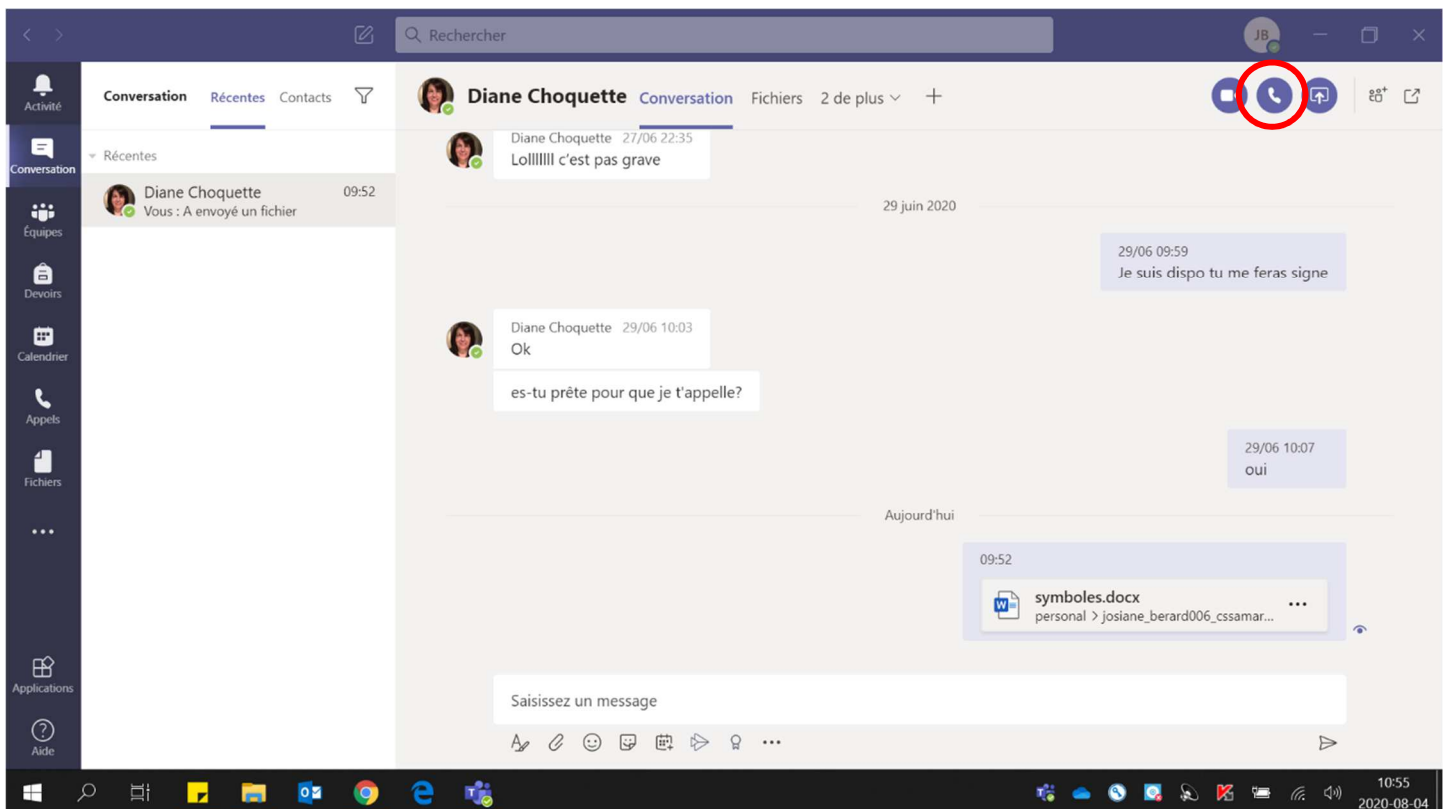 Rechercher
JB
Activité
Conversation
Équipes
Devoirs
Calendrier
Appels
Fichiers
Applications
Aide
Conversation Récentes Contacts
Récentes
Diane Choquette 09:52
Vous : A envoyé un fichier
Diane Choquette Conversation Fichiers 2 de plus
Diane Choquette 27/06 22:35
Lolllllll c'est pas grave
29 juin 2020
29/06 09:59
Je suis dispo tu me feras signe
Diane Choquette 29/06 10:03
Ok
es-tu prête pour que je t'appelle?
29/06 10:07
oui
Aujourd'hui
09:52
symboles.docx
personal > josiane_berard006_cssamar...
Saisissez un message
10:55
2020-08-04